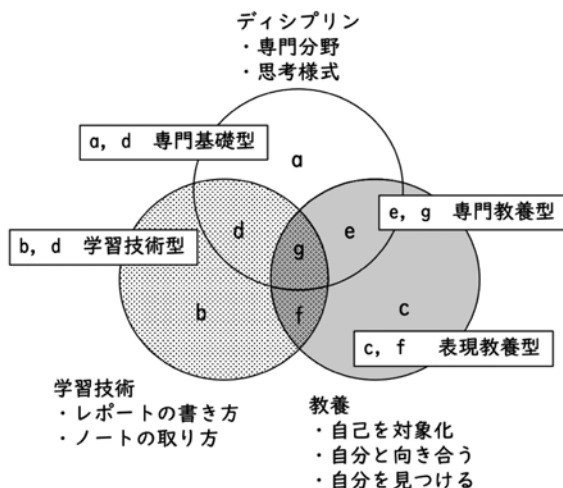 ディシプリン
・専門分野
・思考様式
a, d 専門基礎型
a
e, g 専門教養型
d
e
g
b, d 学習技術型
b
f
c
c, f 表現教養型
学習技術
・レポートの書き方
・ノートの取り方
教養
・自己を対象化
・自分と向き合う
・自分を見つける